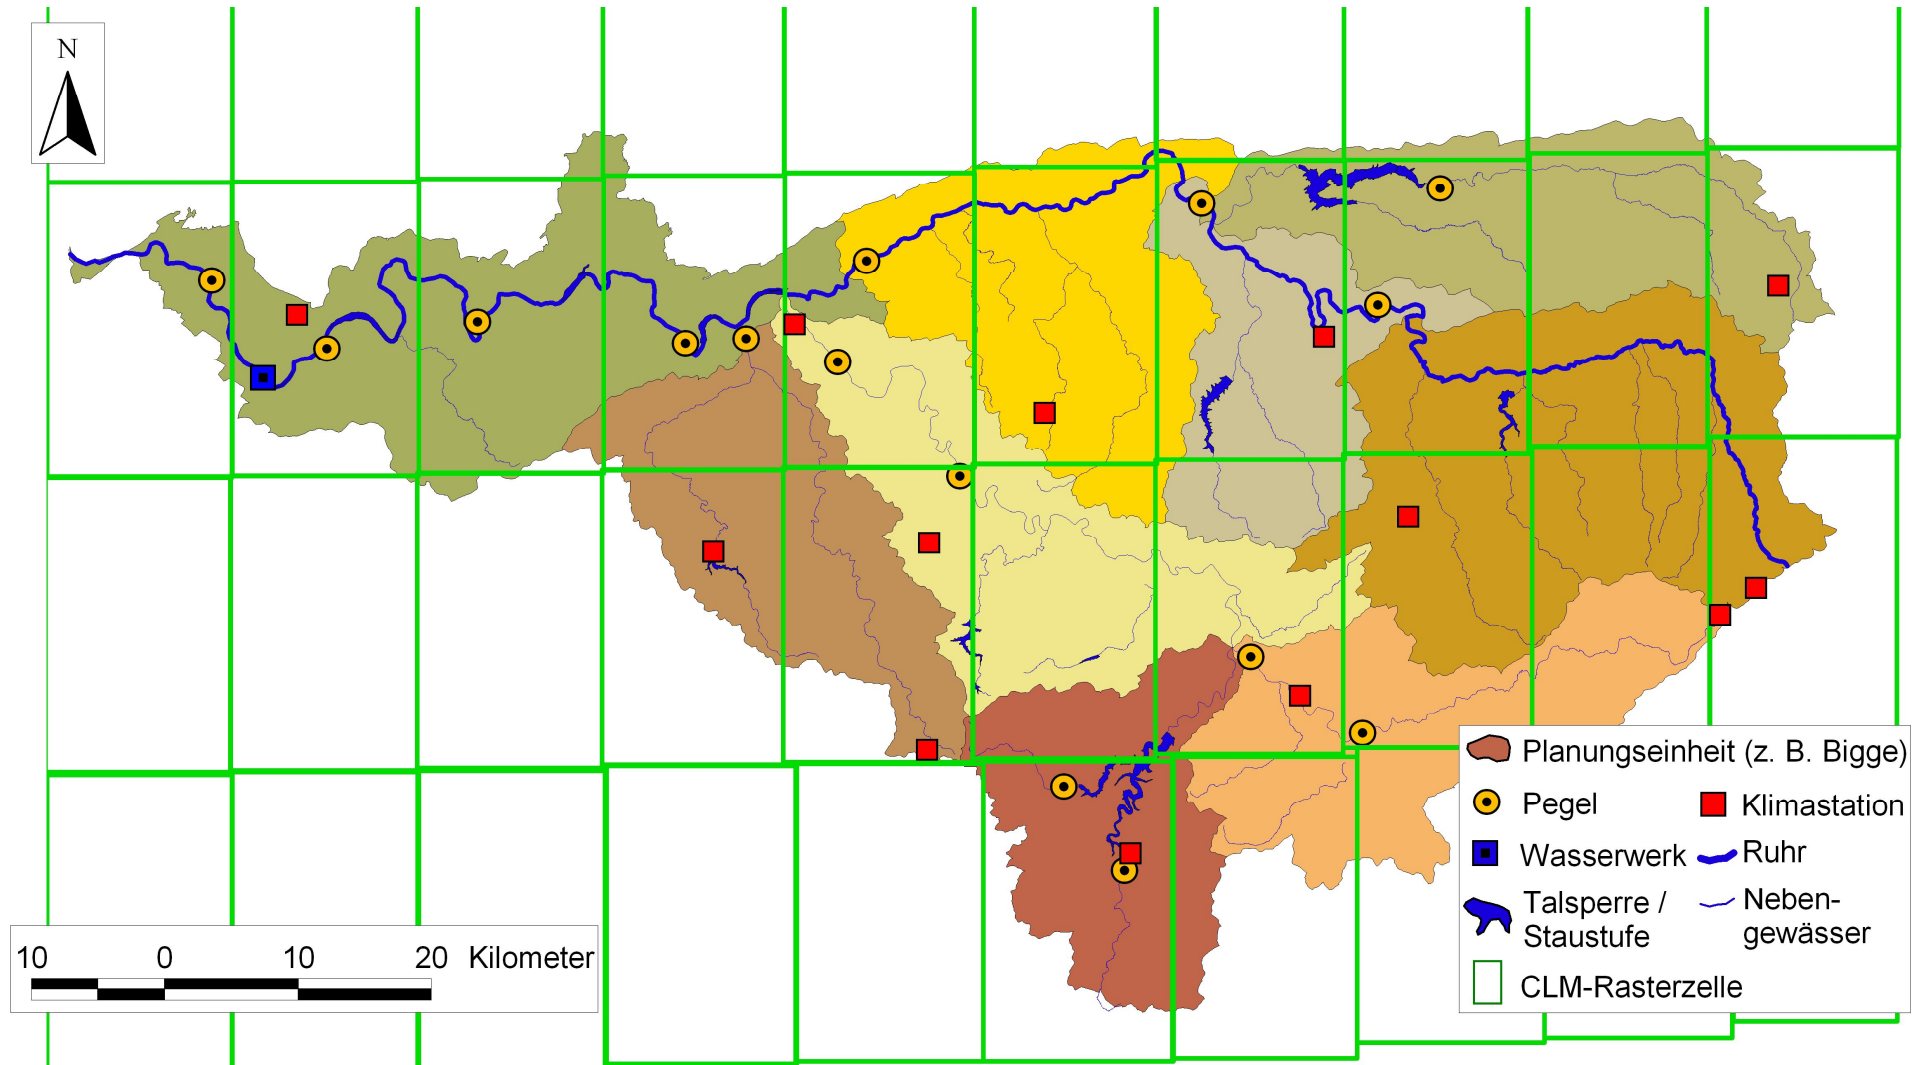 N
Planungseinheit (z. B. Bigge)
Pegel
Klimastation
Wasserwerk
Ruhr
Talsperre /
Staustufe
Neben-
gewässer
CLM-Rasterzelle
10 0 10 20 Kilometer